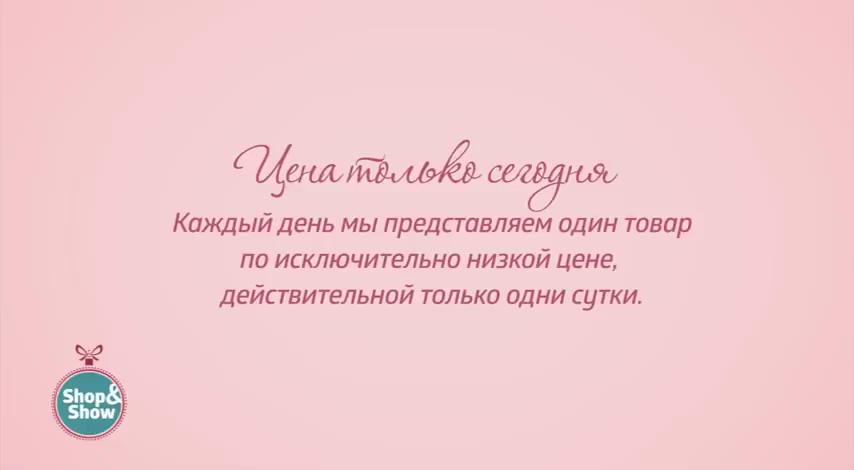 Цена только сегодня
Каждый день мы представляем один товар
по исключительно низкой цене,
действительной только одни сутки.
Shop&
Show